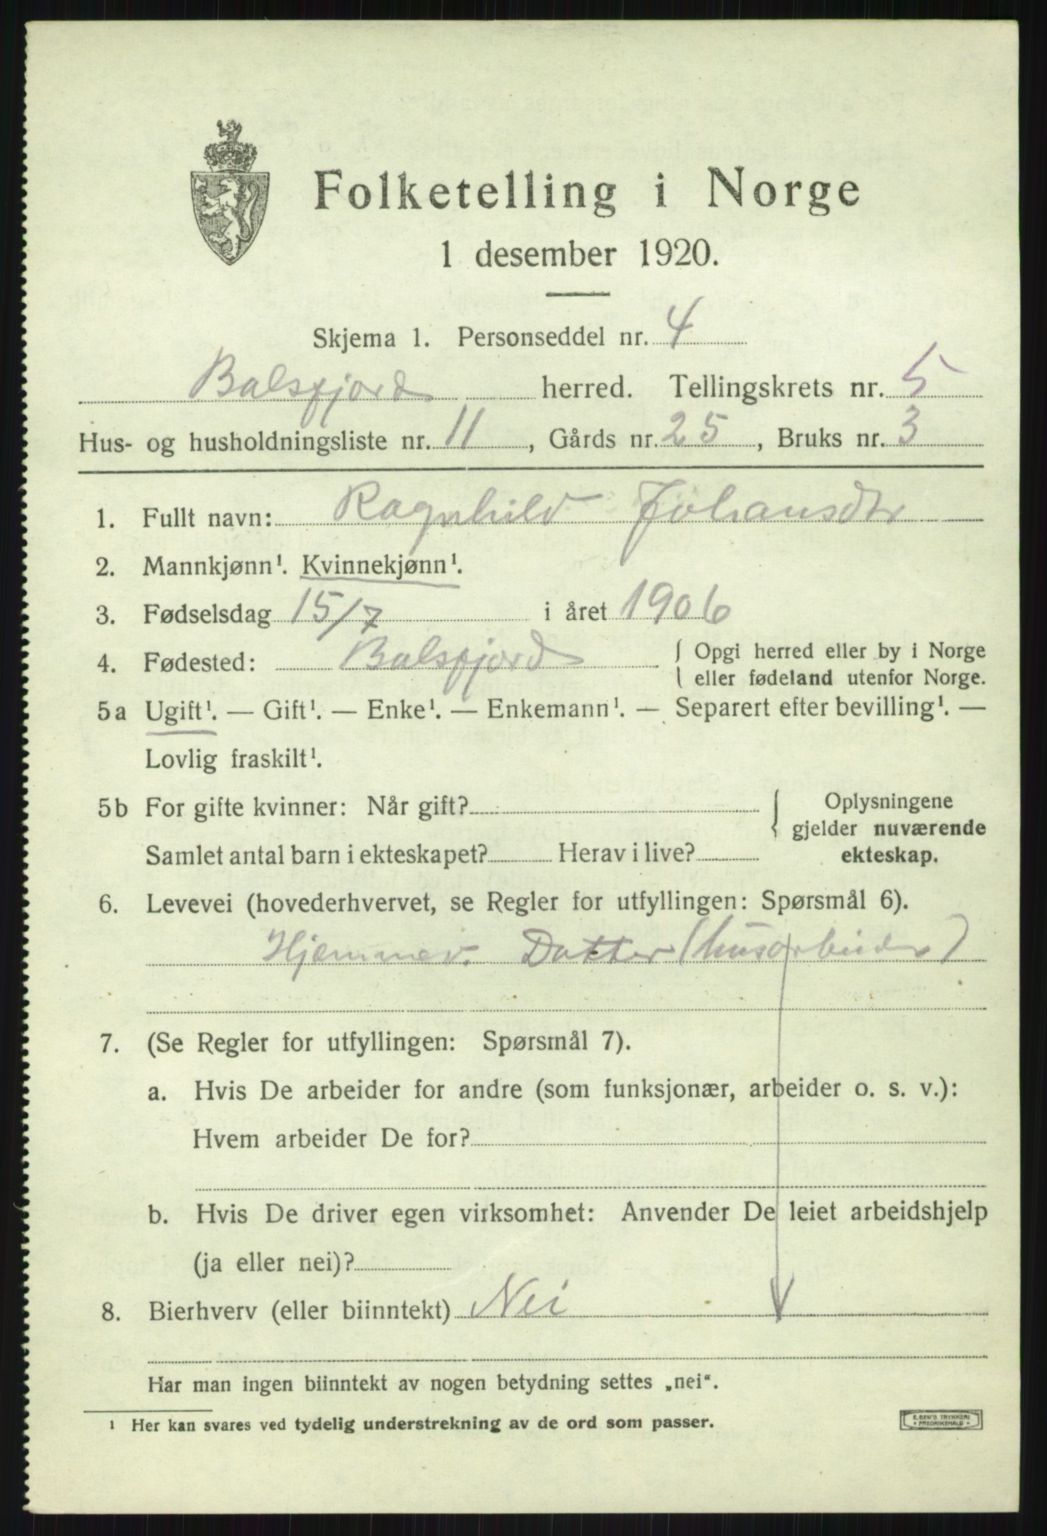 Folketelling i Norge
1 desember 1920.
Skjema 1. Personseddel nr. 4
Balsfjord herred. Tellingskrets nr. 5
Hus- og husholdningsliste nr. 11, Gårds nr. 25, Bruks nr. 3
1. Fullt navn: Ragnhild Johansdtr
2. Mannkjønn¹. Kvinnekjønn¹.
3. Fødselsdag 15/7 i året 1906
4. Fødested: Balsfjord { Opgi herred eller by i Norge
eller fødeland utenfor Norge.
5a Ugift¹. — Gift¹. — Enke¹. — Enkemann¹. — Separert efter bevilling¹. —
Lovlig fraskilt¹.
5b For gifte kvinner: Når gift? { Oplysningene
gjelder nuværende
Samlet antal barn i ekteskapet? Herav i live? ekteskap.
6. Levevei (hovederhvervet, se Regler for utfyllingen: Spørsmål 6).
Hjemmev. Datter (husarbeider)
7. (Se Regler for utfyllingen: Spørsmål 7).
a. Hvis De arbeider for andre (som funksjonær, arbeider o. s. v.):
Hvem arbeider De for?
b. Hvis De driver egen virksomhet: Anvender De leiet arbeidshjelp
(ja eller nei)?
8. Bierhverv (eller biinntekt) Nei
Har man ingen biinntekt av nogen betydning settes „nei“.
¹ Her kan svares ved tydelig understrekning av de ord som passer.
E. SEM'S TRYKKERI
FREDRIKSHALD